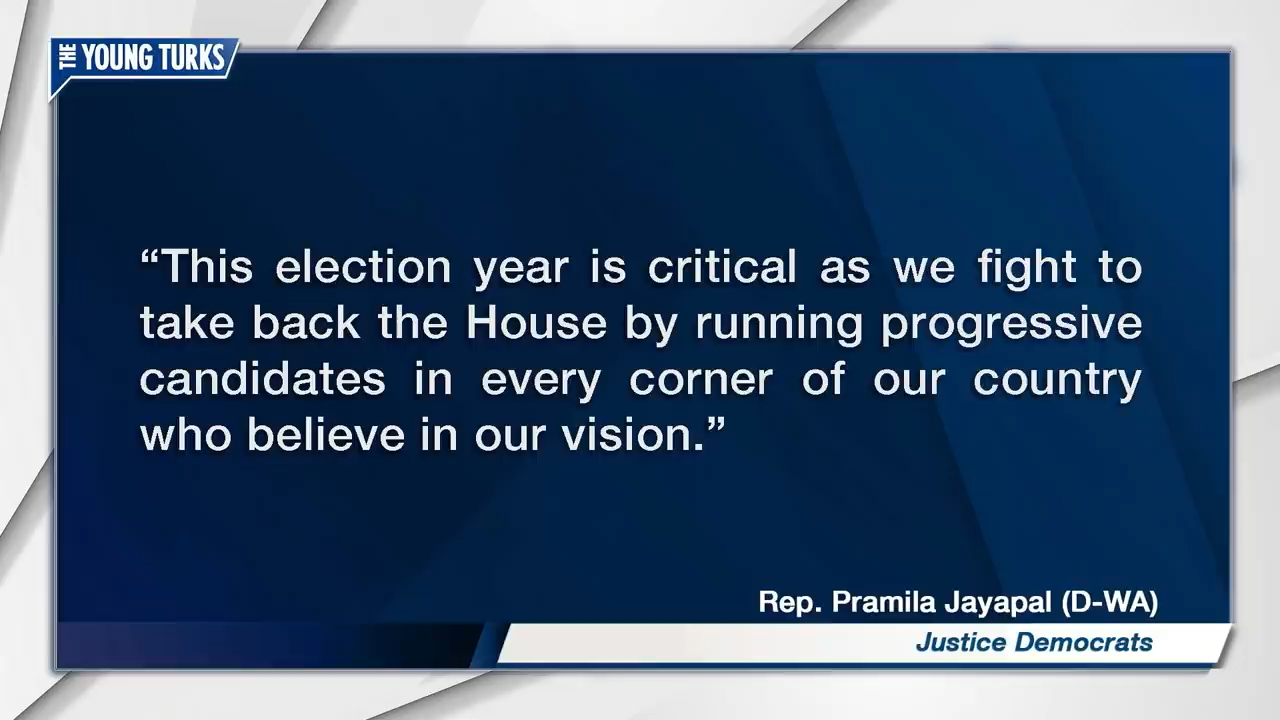 THE YOUNG TURKS
“This election year is critical as we fight to
take back the House by running progressive
candidates in every corner of our country
who believe in our vision.”
Rep. Pramila Jayapal (D-WA)
Justice Democrats